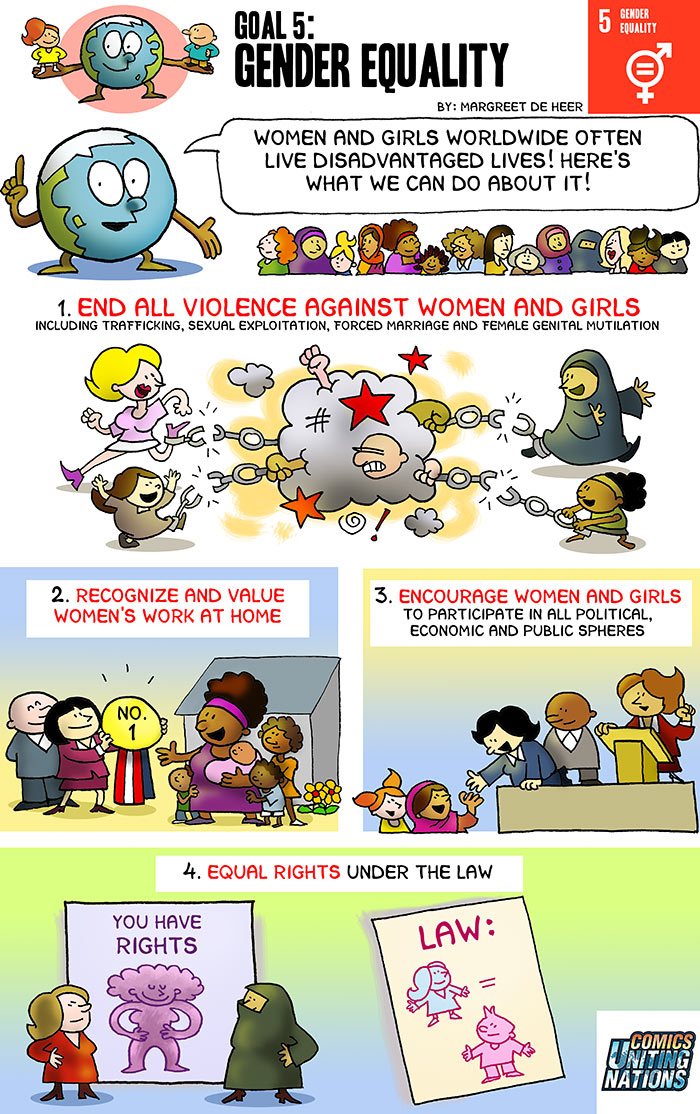 GOAL 5:
GENDER EQUALITY
5 GENDER
EQUALITY
BY: MARGREET DE HEER
WOMEN AND GIRLS WORLDWIDE OFTEN
LIVE DISADVANTAGED LIVES! HERE'S
WHAT WE CAN DO ABOUT IT!
1. END ALL VIOLENCE AGAINST WOMEN AND GIRLS
INCLUDING TRAFFICKING, SEXUAL EXPLOITATION, FORCED MARRIAGE AND FEMALE GENITAL MUTILATION
#
!
2. RECOGNIZE AND VALUE
WOMEN'S WORK AT HOME
NO.
1
3. ENCOURAGE WOMEN AND GIRLS
TO PARTICIPATE IN ALL POLITICAL,
ECONOMIC AND PUBLIC SPHERES
4. EQUAL RIGHTS UNDER THE LAW
YOU HAVE
RIGHTS
LAW:
=
COMICS
UNITING
NATIONS